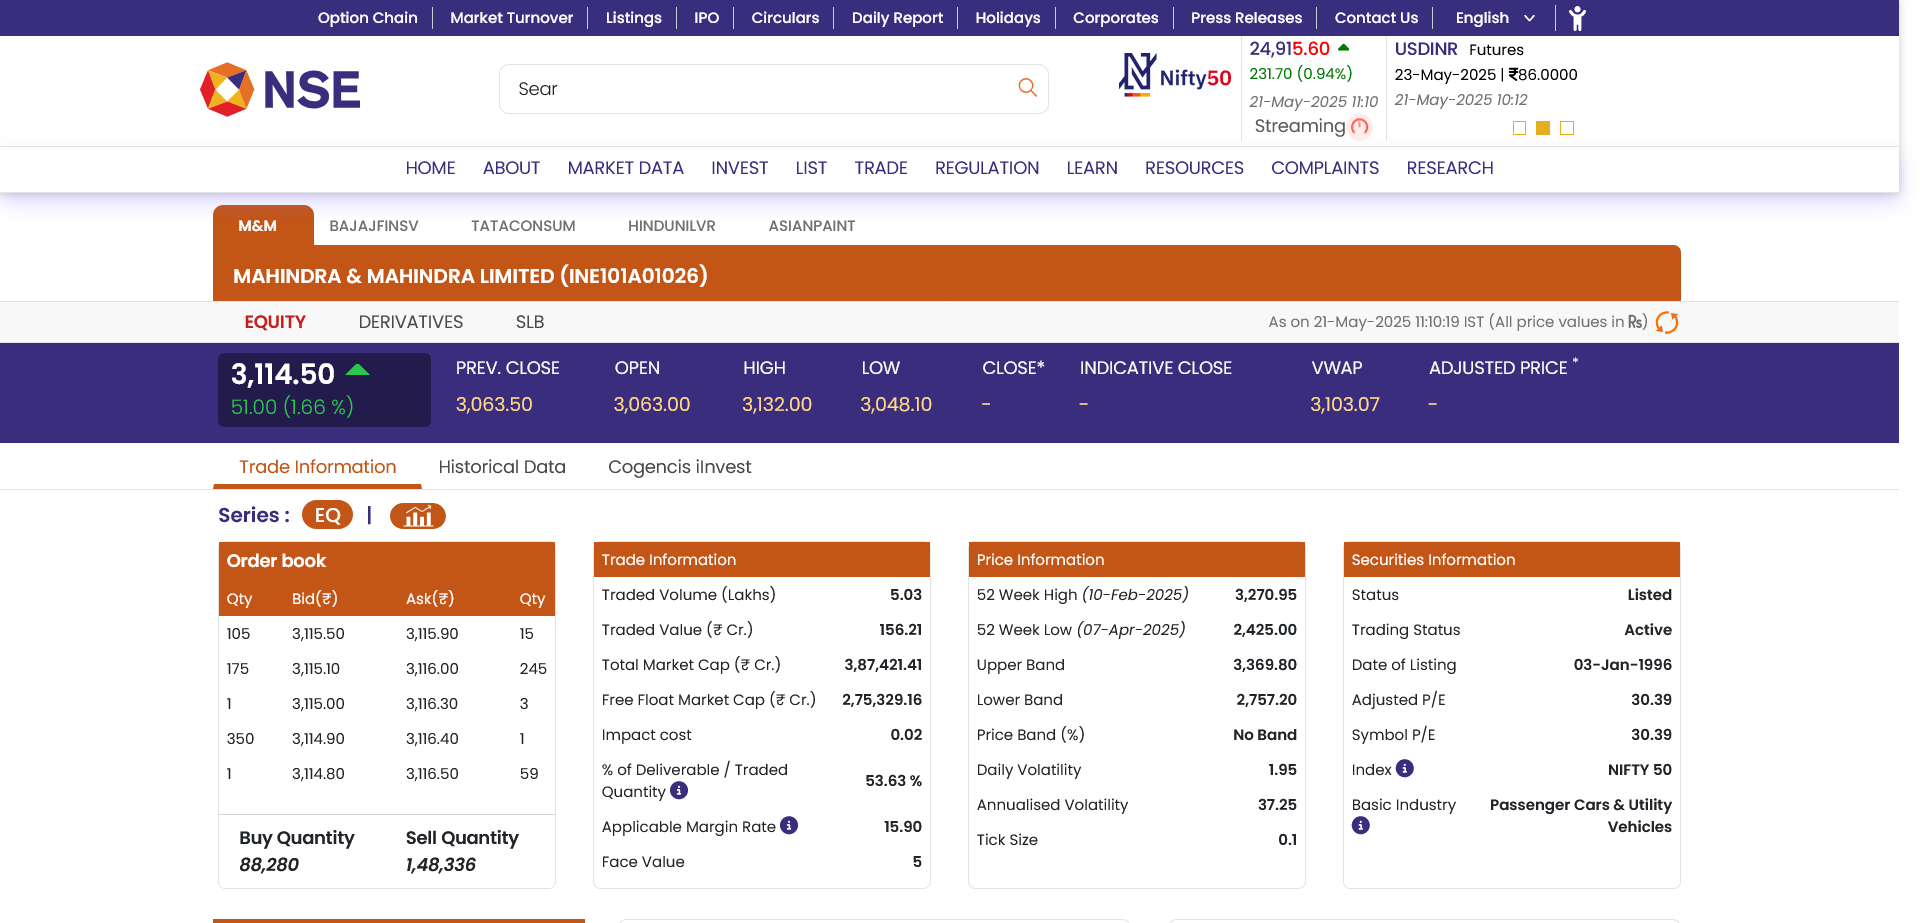 Option Chain Market Turnover Listings IPO Circulars Daily Report Holidays Corporates Press Releases Contact Us English
NSE
Sear
Nifty50
24,915.60
231.70 (0.94%)
21-May-2025 11:10
Streaming
USDINR Futures
23-May-2025 | ₹86.0000
21-May-2025 10:12
HOME ABOUT MARKET DATA INVEST LIST TRADE REGULATION LEARN RESOURCES COMPLAINTS RESEARCH
M&M BAJAJFINSV TATACONSUM HINDUNILVR ASIANPAINT
MAHINDRA & MAHINDRA LIMITED (INE101A01026)
EQUITY DERIVATIVES SLB
As on 21-May-2025 11:10:19 IST (All price values in ₨)
3,114.50
51.00 (1.66 %)
PREV. CLOSE OPEN HIGH LOW CLOSE* INDICATIVE CLOSE VWAP ADJUSTED PRICE *
3,063.50 3,063.00 3,132.00 3,048.10 - - 3,103.07 -
Trade Information Historical Data Cogencis iInvest
Series : EQ |
Order book
Qty Bid(₹) Ask(₹) Qty
105 3,115.50 3,115.90 15
175 3,115.10 3,116.00 245
1 3,115.00 3,116.30 3
350 3,114.90 3,116.40 1
1 3,114.80 3,116.50 59
Buy Quantity Sell Quantity
88,280 1,48,336
Trade Information
Traded Volume (Lakhs) 5.03
Traded Value (₹ Cr.) 156.21
Total Market Cap (₹ Cr.) 3,87,421.41
Free Float Market Cap (₹ Cr.) 2,75,329.16
Impact cost 0.02
% of Deliverable / Traded
Quantity 53.63 %
Applicable Margin Rate 15.90
Face Value 5
Price Information
52 Week High (10-Feb-2025) 3,270.95
52 Week Low (07-Apr-2025) 2,425.00
Upper Band 3,369.80
Lower Band 2,757.20
Price Band (%) No Band
Daily Volatility 1.95
Annualised Volatility 37.25
Tick Size 0.1
Securities Information
Status Listed
Trading Status Active
Date of Listing 03-Jan-1996
Adjusted P/E 30.39
Symbol P/E 30.39
Index NIFTY 50
Basic Industry Passenger Cars & Utility
Vehicles